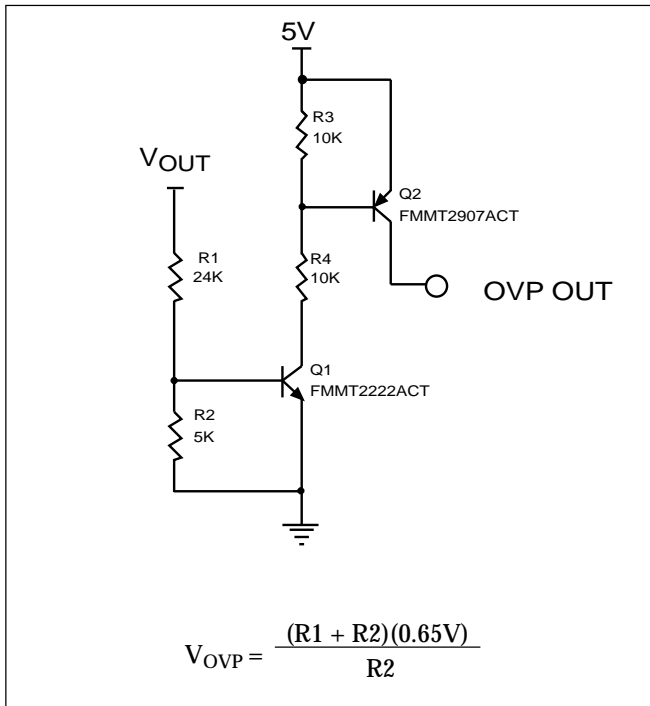 5V
R3
10K
VOUT
Q2
FMMT2907ACT
R1
24K
R4
10K
OVP OUT
Q1
FMMT2222ACT
R2
5K
VOVP = (R1 + R2)(0.65V)
R2